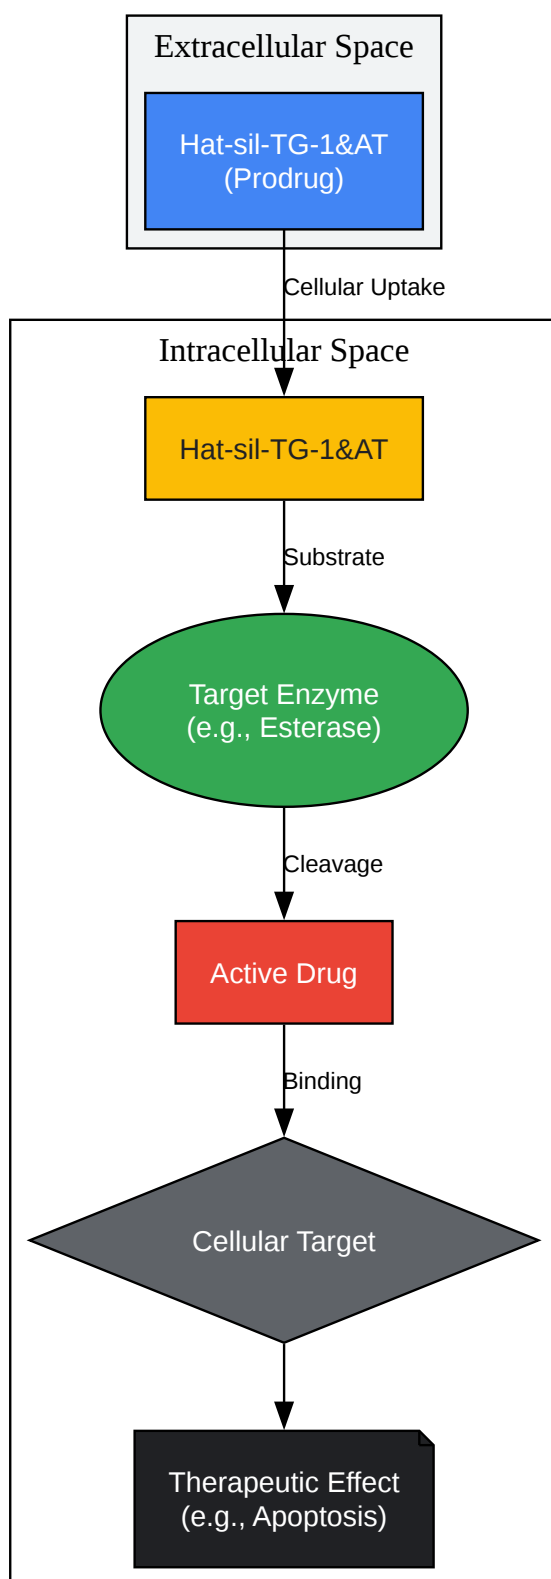 Extracellular Space
Hat-sil-TG-1&AT
(Prodrug)
Cellular Uptake
Intracellular Space
Hat-sil-TG-1&AT
Substrate
Target Enzyme
(e.g., Esterase)
Cleavage
Active Drug
Binding
Cellular Target
Therapeutic Effect
(e.g., Apoptosis)